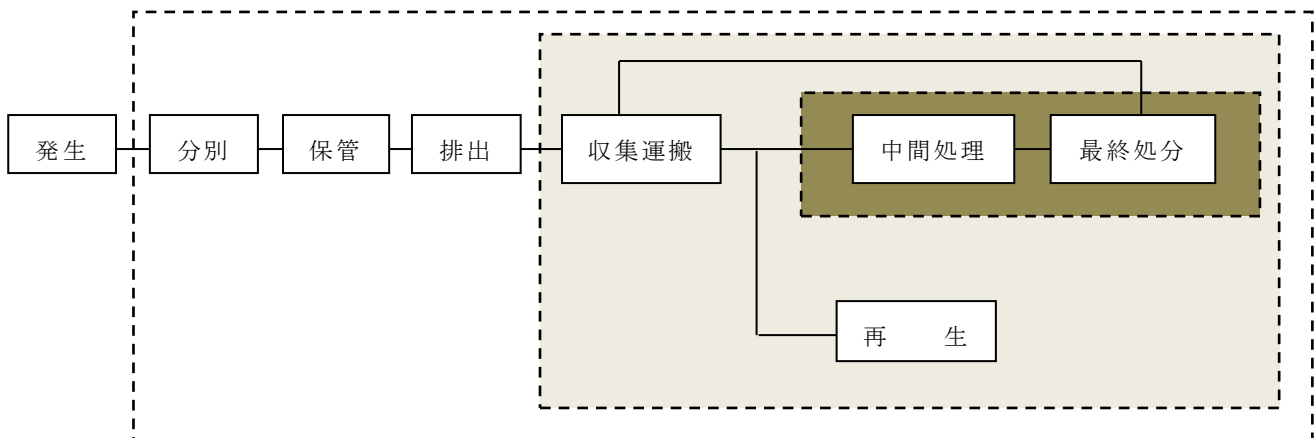 発生
分別
保管
排出
収集運搬
中間処理
最終処分
再 生